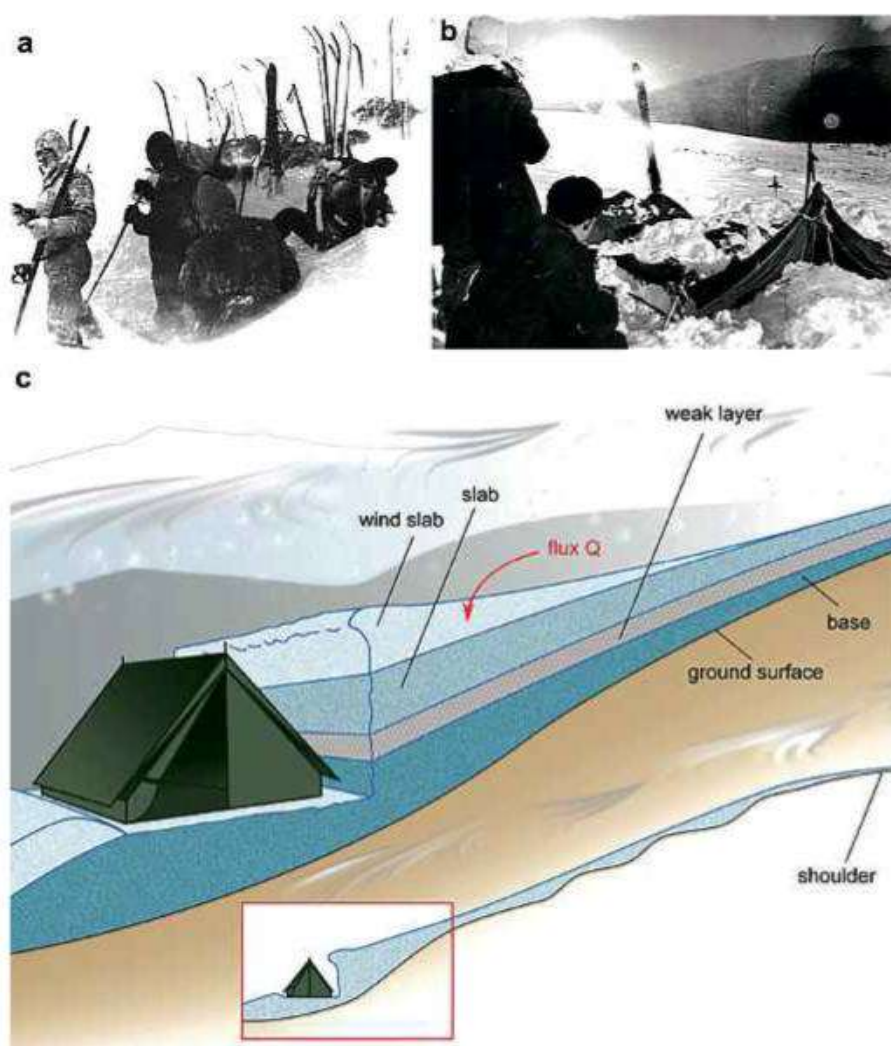 a
b
c
weak layer
slab
wind slab
flux Q
base
ground surface
shoulder